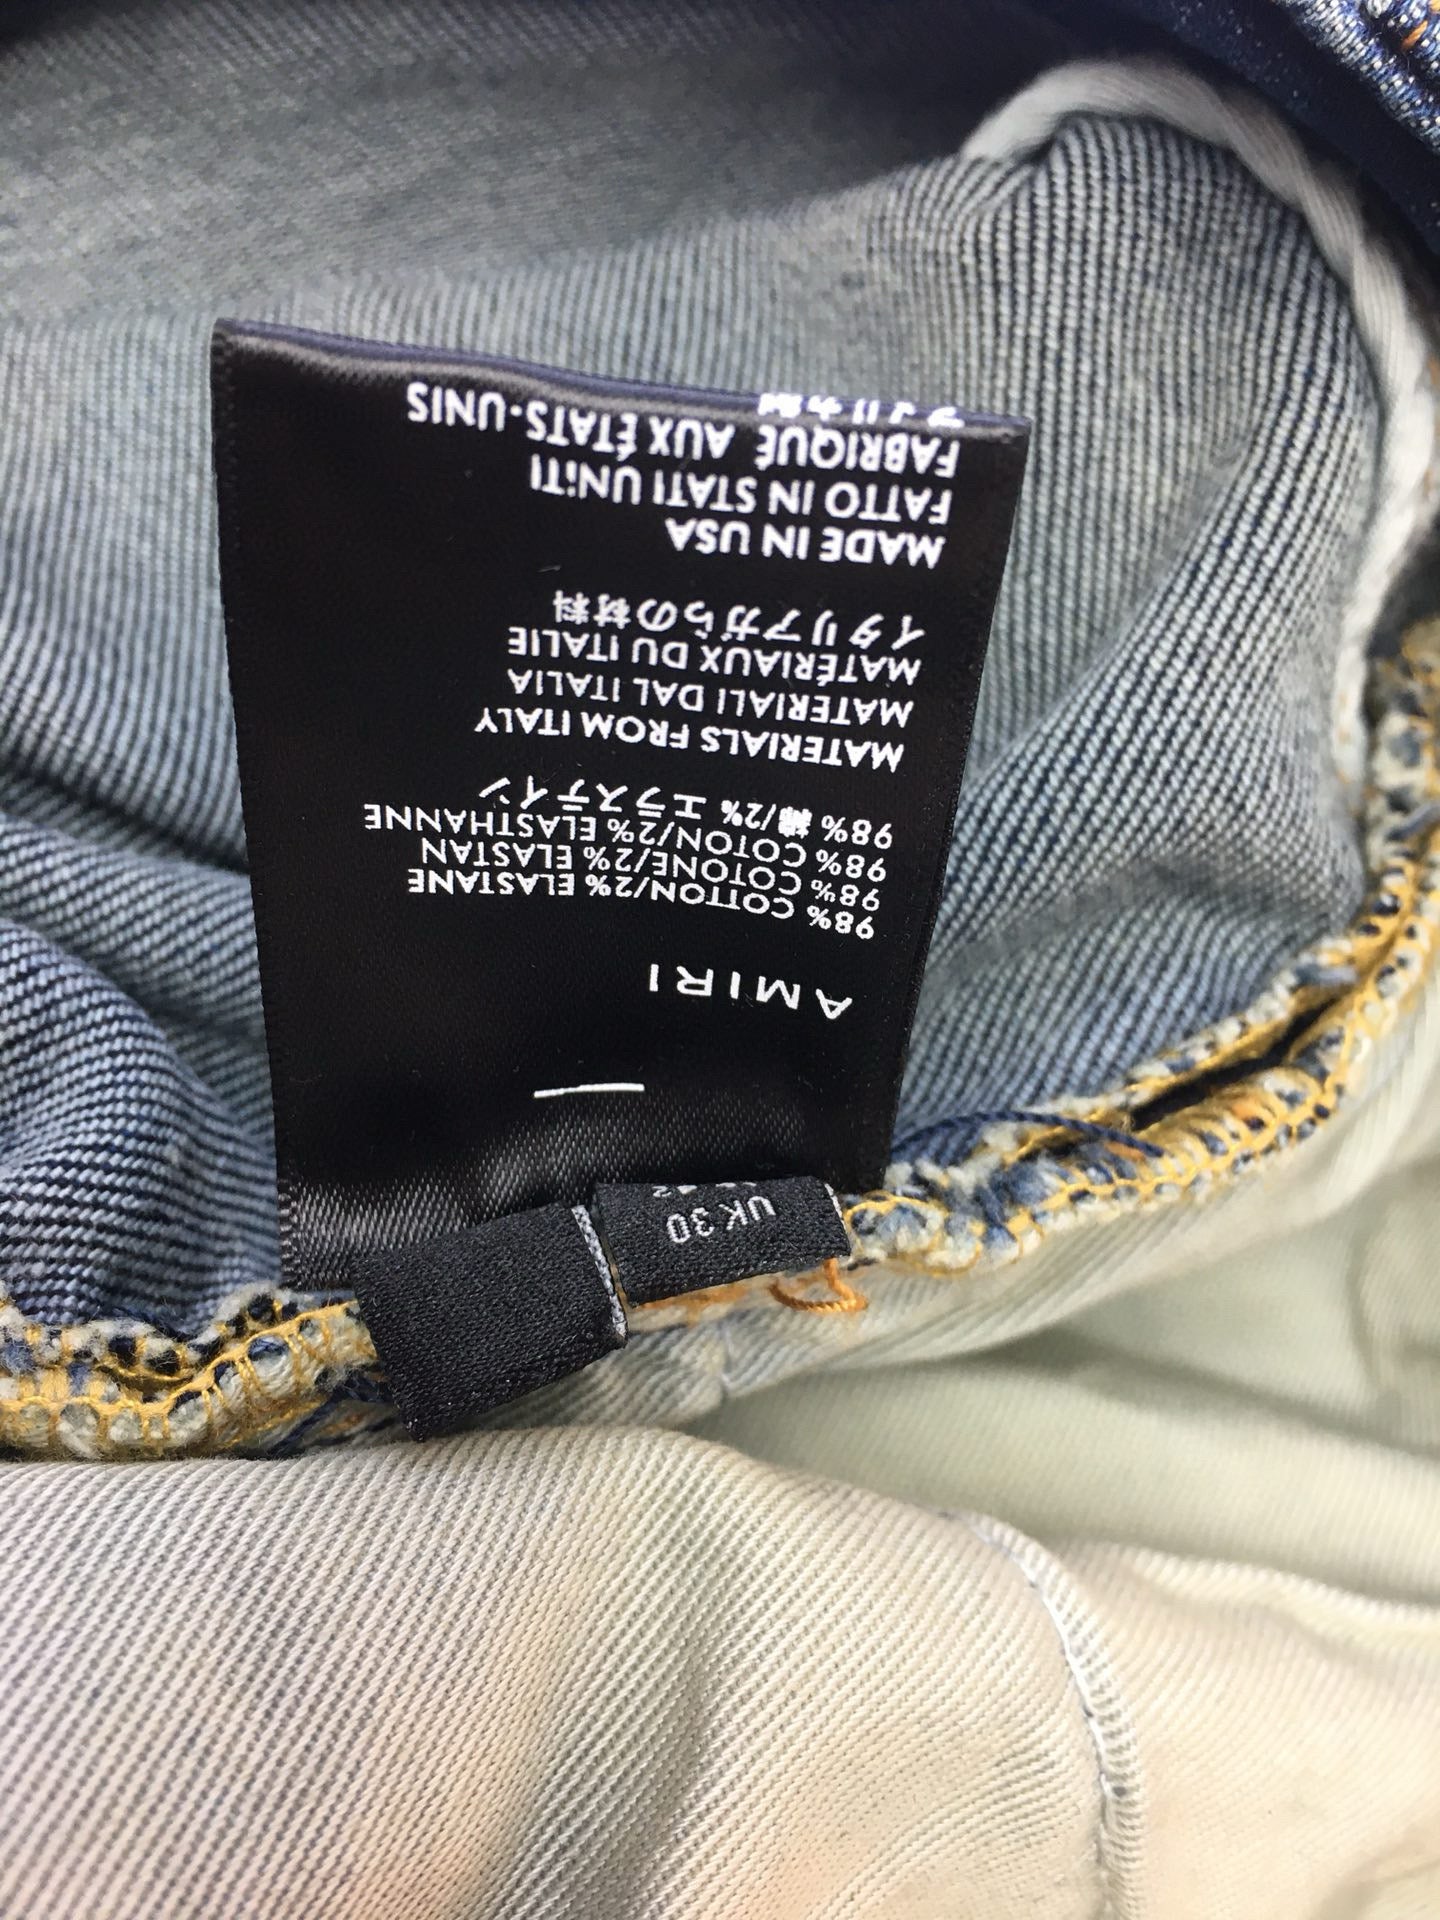 AMIRI
98% COTTON/2% ELASTANE
98% COTONE/2% ELASTAN
98% COTON/2% ELASTHANNE
98% 綿/2% エラステイン
MATERIALS FROM ITALY
MATERIALI DAL ITALIA
MATÉRIAUX DU ITALIE
イタリアガらの材料
MADE IN USA
FATTO IN STATI UNiTI
FABRIQUÉ AUX ÉTATS-UNIS
UK 30